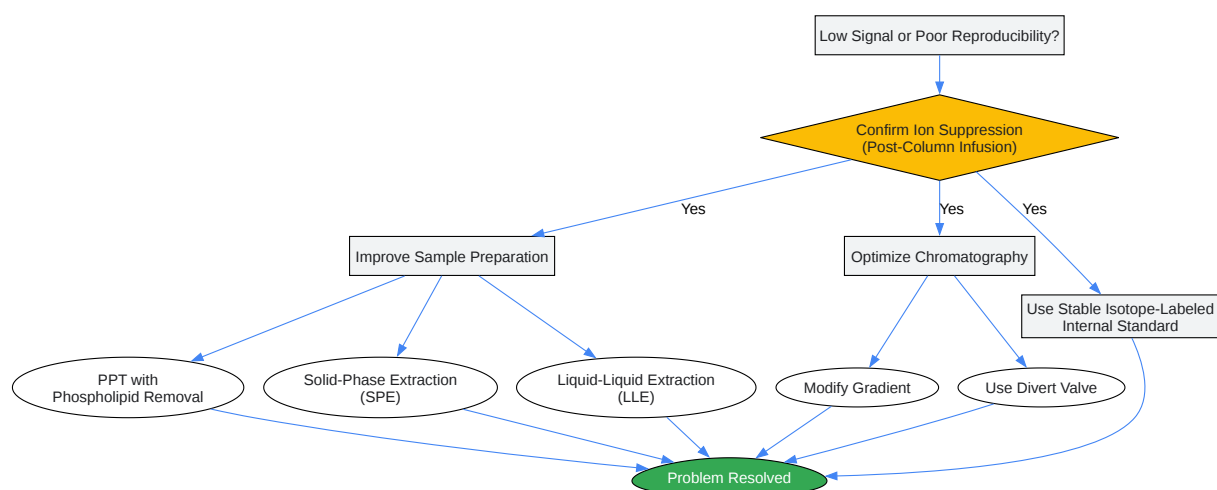 Low Signal or Poor Reproducibility?
Confirm Ion Suppression
(Post-Column Infusion)
Yes
Yes
Yes
Improve Sample Preparation
Optimize Chromatography
Use Stable Isotope-Labeled
Internal Standard
PPT with
Phospholipid Removal
Solid-Phase Extraction
(SPE)
Liquid-Liquid Extraction
(LLE)
Modify Gradient
Use Divert Valve
Problem Resolved